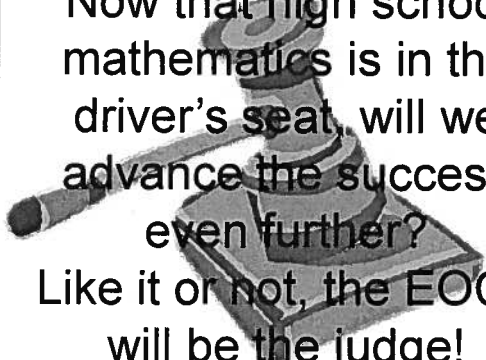 Now that high schoo
mathematics is in th
driver's seat, will we
advance the succes
even further?
Like it or not, the EOC
will be the judge!